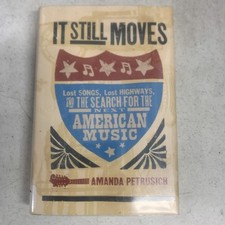 IT STILL MOVES
Lost SONGS, Lost HIGHWAYS,
AND THE SEARCH FOR THE
NEXT
AMERICAN
MUSIC
AMANDA PETRUSICH